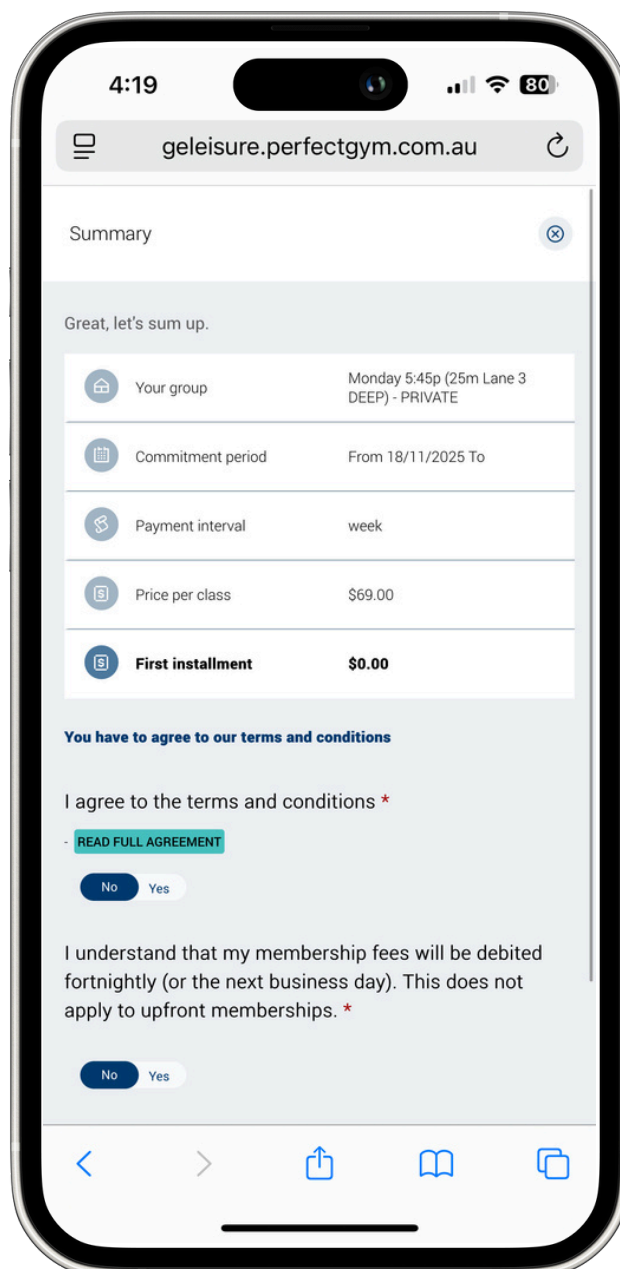 4:19
80
geleisure.perfectgym.com.au
Summary
Great, let's sum up.
Your group
Monday 5:45p (25m Lane 3
DEEP) - PRIVATE
Commitment period
From 18/11/2025 To
Payment interval
week
Price per class
$69.00
First installment
$0.00
You have to agree to our terms and conditions
I agree to the terms and conditions *
- READ FULL AGREEMENT
No Yes
I understand that my membership fees will be debited
fortnightly (or the next business day). This does not
apply to upfront memberships. *
No Yes